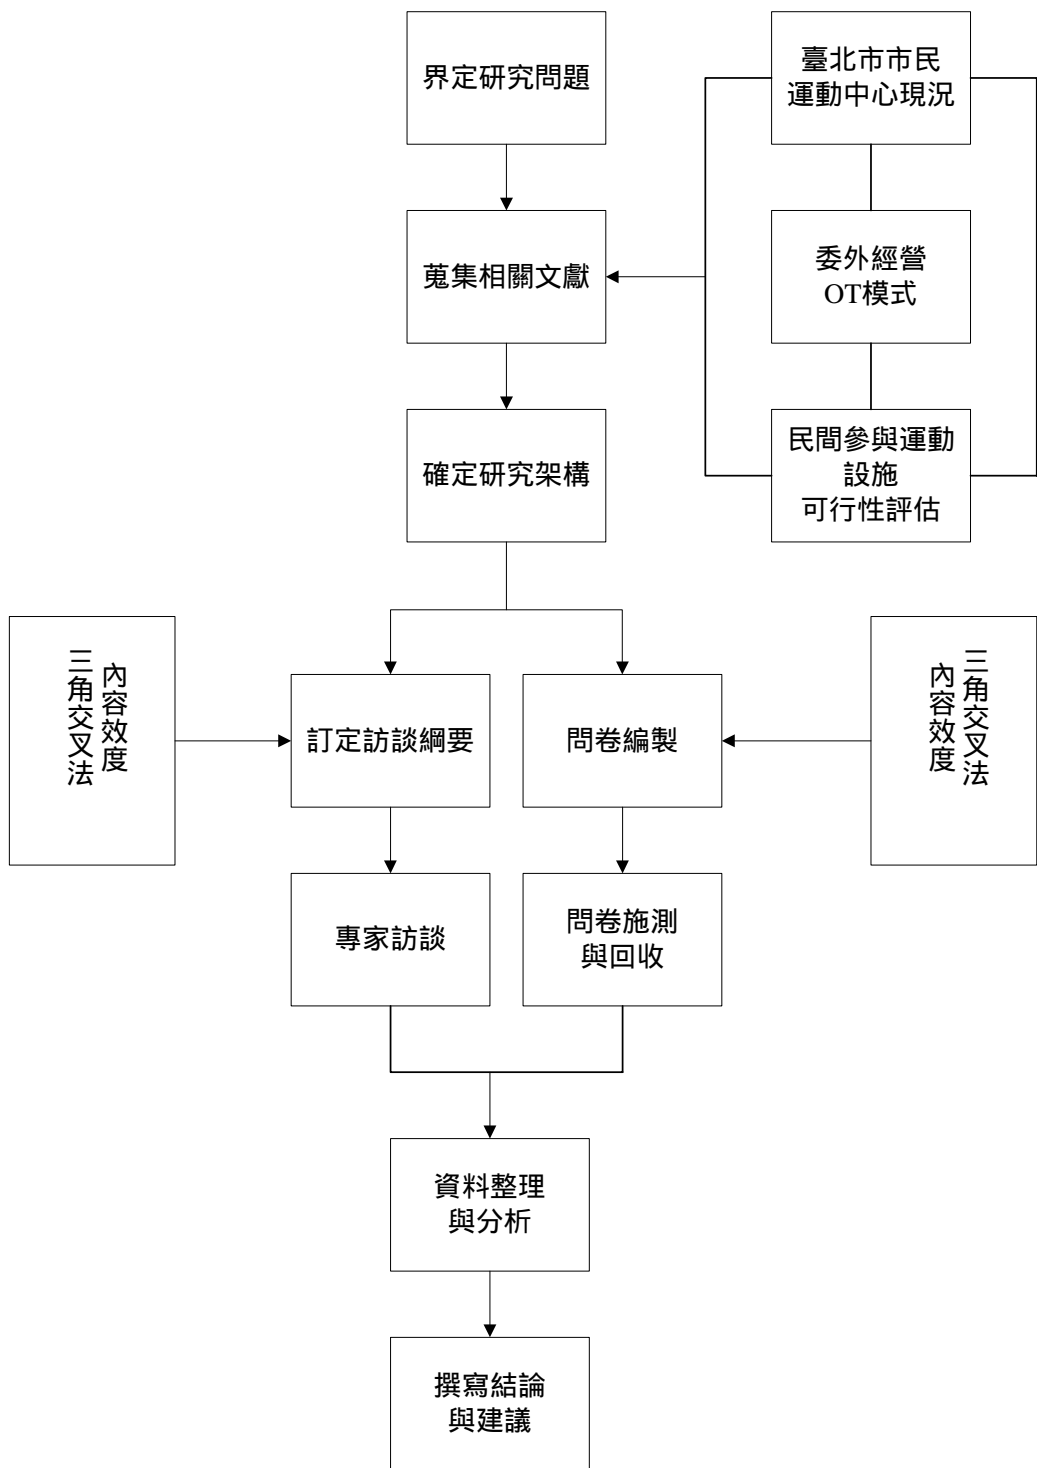 界定研究問題
臺北市市民
運動中心現況
蒐集相關文獻
委外經營
OT模式
確定研究架構
民間參與運動
設施
可行性評估
三角交叉法
內容效度
訂定訪談綱要
問卷編製
三角交叉法
內容效度
專家訪談
問卷施測
與回收
資料整理
與分析
撰寫結論
與建議